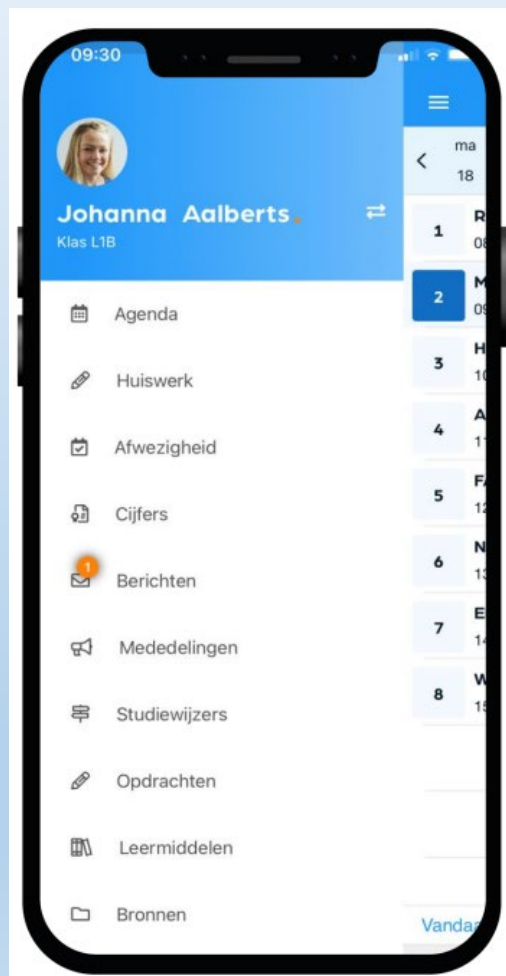 09:30
Johanna Aalberts.
Klas L1B
Agenda
Huiswerk
Afwezigheid
Cijfers
1
Berichten
Mededelingen
Studiewijzers
Opdrachten
Leermiddelen
Bronnen
ma
18
1
2
3
4
5
6
7
8